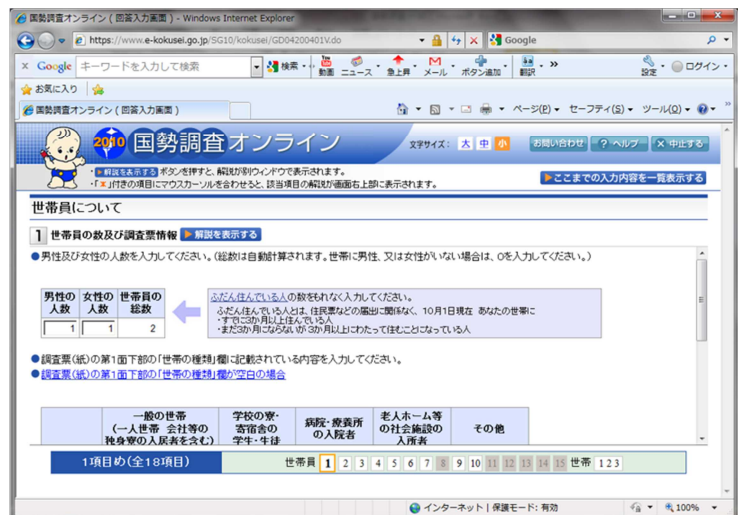 国勢調査オンライン ( 回答入力画面 ) - Windows Internet Explorer
https://www.e-kokusei.go.jp/SG10/kokusei/GD04200401V.do
Google
× Google キーワードを入力して検索 検索 動画 ニュース 急上昇 メール ボタン追加 翻訳 » 設定 ログイン
お気に入り
国勢調査オンライン ( 回答入力画面 )
ページ(P) セーフティ(S) ツール(O) »
2010 国勢調査オンライン
文字サイズ: 大 中 小 お問い合わせ ? ヘルプ × 中止する
・▶解説を表示する ボタンを押すと、解説が別ウィンドウで表示されます。
付きの項目にマウスカーソルを合わせると、該当項目の解説が画面右上部に表示されます。
▶ここまでの入力内容を一覧表示する
世帯員について
1 世帯員の数及び調査票情報 ▶解説を表示する
●男性及び女性の人数を入力してください。(総数は自動計算されます。世帯に男性、又は女性がいない場合は、0を入力してください。)
男性の人数 女性の人数 世帯員の総数
1 1 2
ふだん住んでいる人の数をもれなく入力してください。
ふだん住んでいる人とは、住民票などの届出に関係なく、10月1日現在 あなたの世帯に
・すでに3か月以上住んでいる人
・まだ3か月にならないが 3か月以上にわたって住むことになっている人
●調査票(紙)の第1面下部の「世帯の種類」欄に記載されている内容を入力してください。
●調査票(紙)の第1面下部の「世帯の種類」欄が空白の場合
一般の世帯
(一人世帯 会社等の
独身寮の入居者を含む)
学校の寮・
寄宿舎の
学生・生徒
病院・療養所
の入院者
老人ホーム等
の社会施設の
入所者
その他
1項目め(全18項目) 世帯員 1 2 3 4 5 6 7 8 9 10 11 12 13 14 15 世帯 1 2 3
インターネット | 保護モード: 有効 100%